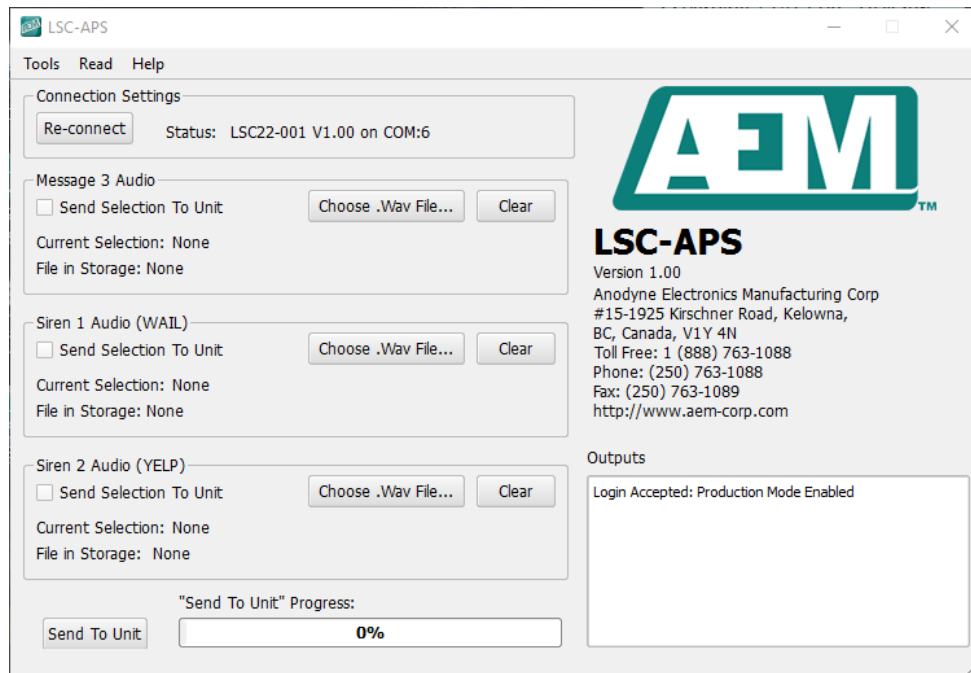 LSC-APS
Tools Read Help
Connection Settings
Re-connect Status: LSC22-001 V1.00 on COM:6
Message 3 Audio
Send Selection To Unit Choose .Wav File... Clear
Current Selection: None
File in Storage: None
Siren 1 Audio (WAIL)
Send Selection To Unit Choose .Wav File... Clear
Current Selection: None
File in Storage: None
Siren 2 Audio (YELP)
Send Selection To Unit Choose .Wav File... Clear
Current Selection: None
File in Storage: None
"Send To Unit" Progress:
Send To Unit 0%
AEM TM
LSC-APS
Version 1.00
Anodyne Electronics Manufacturing Corp
#15-1925 Kirschner Road, Kelowna,
BC, Canada, V1Y 4N
Toll Free: 1 (888) 763-1088
Phone: (250) 763-1088
Fax: (250) 763-1089
http://www.aem-corp.com
Outputs
Login Accepted: Production Mode Enabled